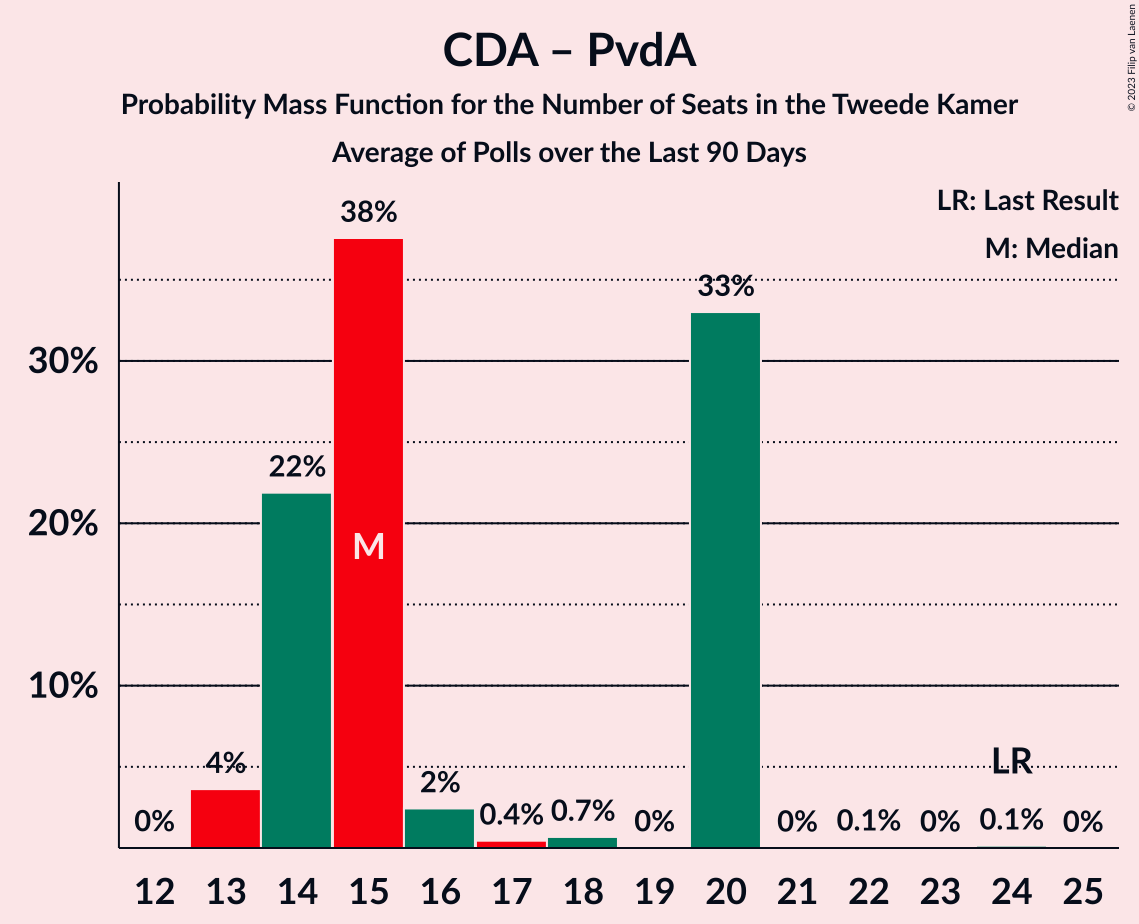 CDA – PvdA
Probability Mass Function for the Number of Seats in the Tweede Kamer
Average of Polls over the Last 90 Days
© 2023 Filip van Laenen
LR: Last Result
M: Median
38%
33%
30%
22%
20%
M
10%
4%
2%
0.4%
0.7%
LR
0%
0%
0%
0.1%
0%
0.1%
0%
12 13 14 15 16 17 18 19 20 21 22 23 24 25